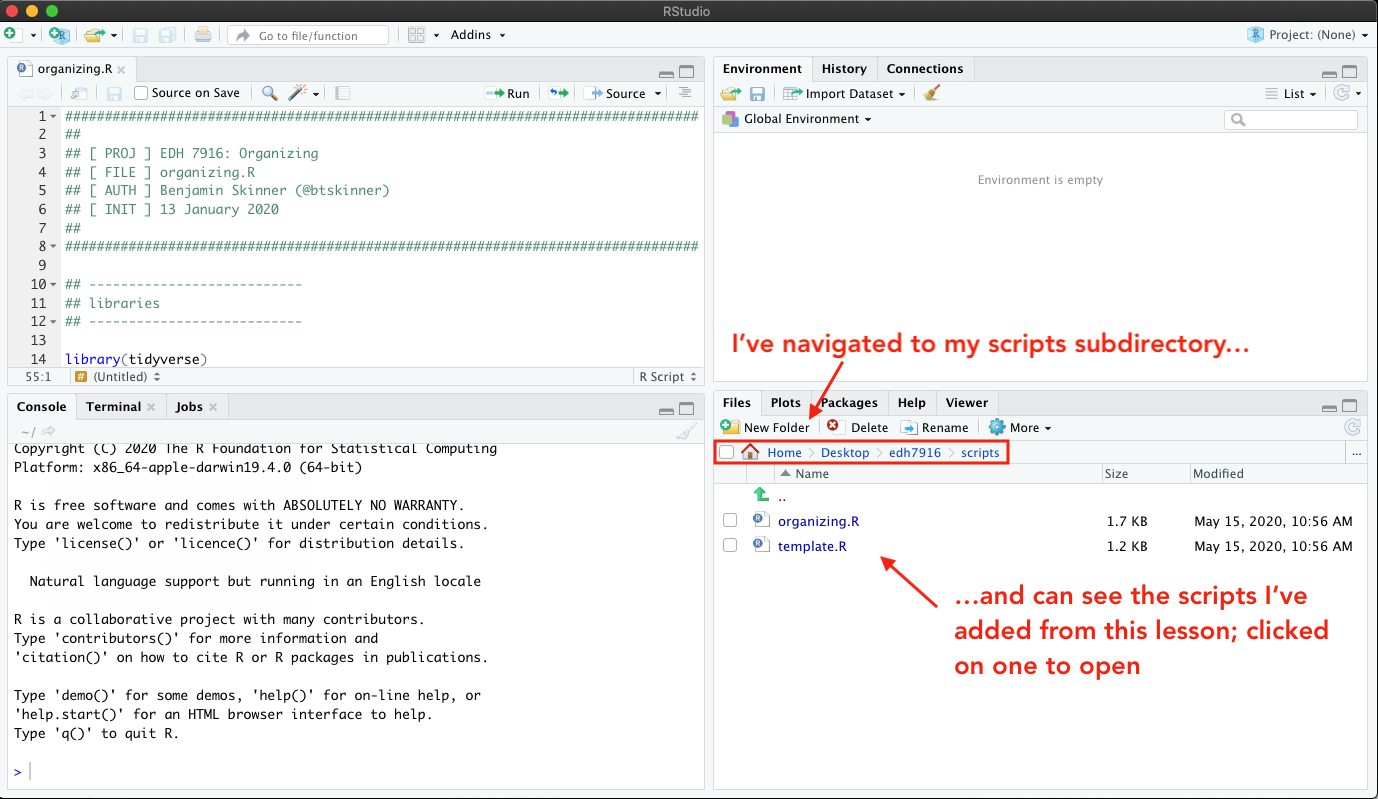 RStudio
Go to file/function
Addins
Project: (None)
organizing.R
Source on Save
Run
Source
1 ################################################################################
2 ##
3 ## [ PROJ ] EDH 7916: Organizing
4 ## [ FILE ] organizing.R
5 ## [ AUTH ] Benjamin Skinner (@btskinner)
6 ## [ INIT ] 13 January 2020
7 ##
8 ################################################################################
9
10 ## ---------------------------
11 ## libraries
12 ## ---------------------------
13
14 library(tidyverse)
55:1
# (Untitled)
R Script
Console Terminal Jobs
~/
Copyright (C) 2020 The R Foundation for Statistical Computing
Platform: x86_64-apple-darwin19.4.0 (64-bit)
R is free software and comes with ABSOLUTELY NO WARRANTY.
You are welcome to redistribute it under certain conditions.
Type 'license()' or 'licence()' for distribution details.
Natural language support but running in an English locale
R is a collaborative project with many contributors.
Type 'contributors()' for more information and
'citation()' on how to cite R or R packages in publications.
Type 'demo()' for some demos, 'help()' for on-line help, or
'help.start()' for an HTML browser interface to help.
Type 'q()' to quit R.
>
Environment History Connections
Import Dataset
List
Global Environment
Environment is empty
I've navigated to my scripts subdirectory...
Files Plots Packages Help Viewer
New Folder Delete Rename More
Home Desktop edh7916 scripts
...
Name Size Modified
..
organizing.R 1.7 KB May 15, 2020, 10:56 AM
template.R 1.2 KB May 15, 2020, 10:56 AM
...and can see the scripts I've
added from this lesson; clicked
on one to open